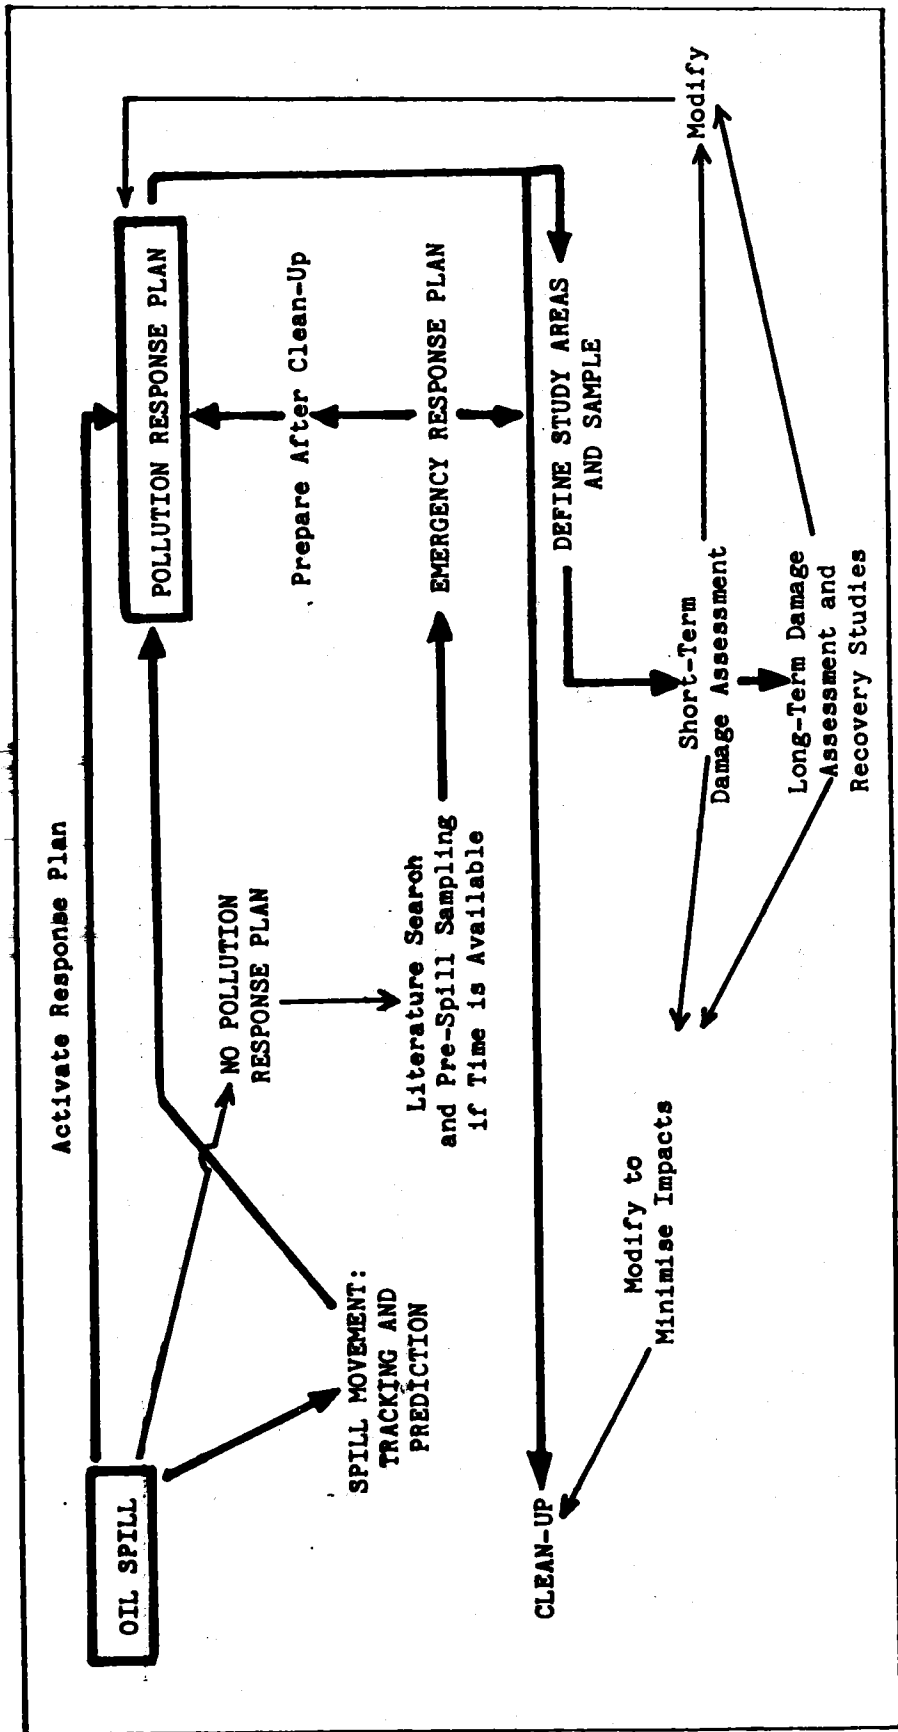 Activate Response Plan
OIL SPILL
POLLUTION RESPONSE PLAN
NO POLLUTION
RESPONSE PLAN
Prepare After Clean-Up
SPILL MOVEMENT:
TRACKING AND
PREDICTION
Literature Search
and Pre-Spill Sampling
if Time is Available
EMERGENCY RESPONSE PLAN
CLEAN-UP
DEFINE STUDY AREAS
AND SAMPLE
Modify to
Minimise Impacts
Short-Term
Damage Assessment
Modify
Long-Term Damage
Assessment and
Recovery Studies